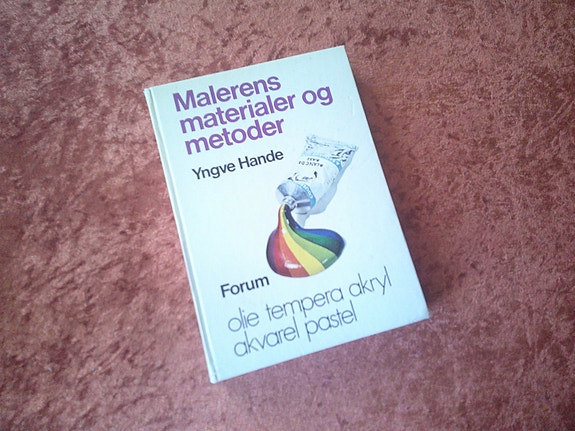 Malerens
materialer og
metoder
Yngve Hande
Forum
olie tempera akryl
akvarel pastel